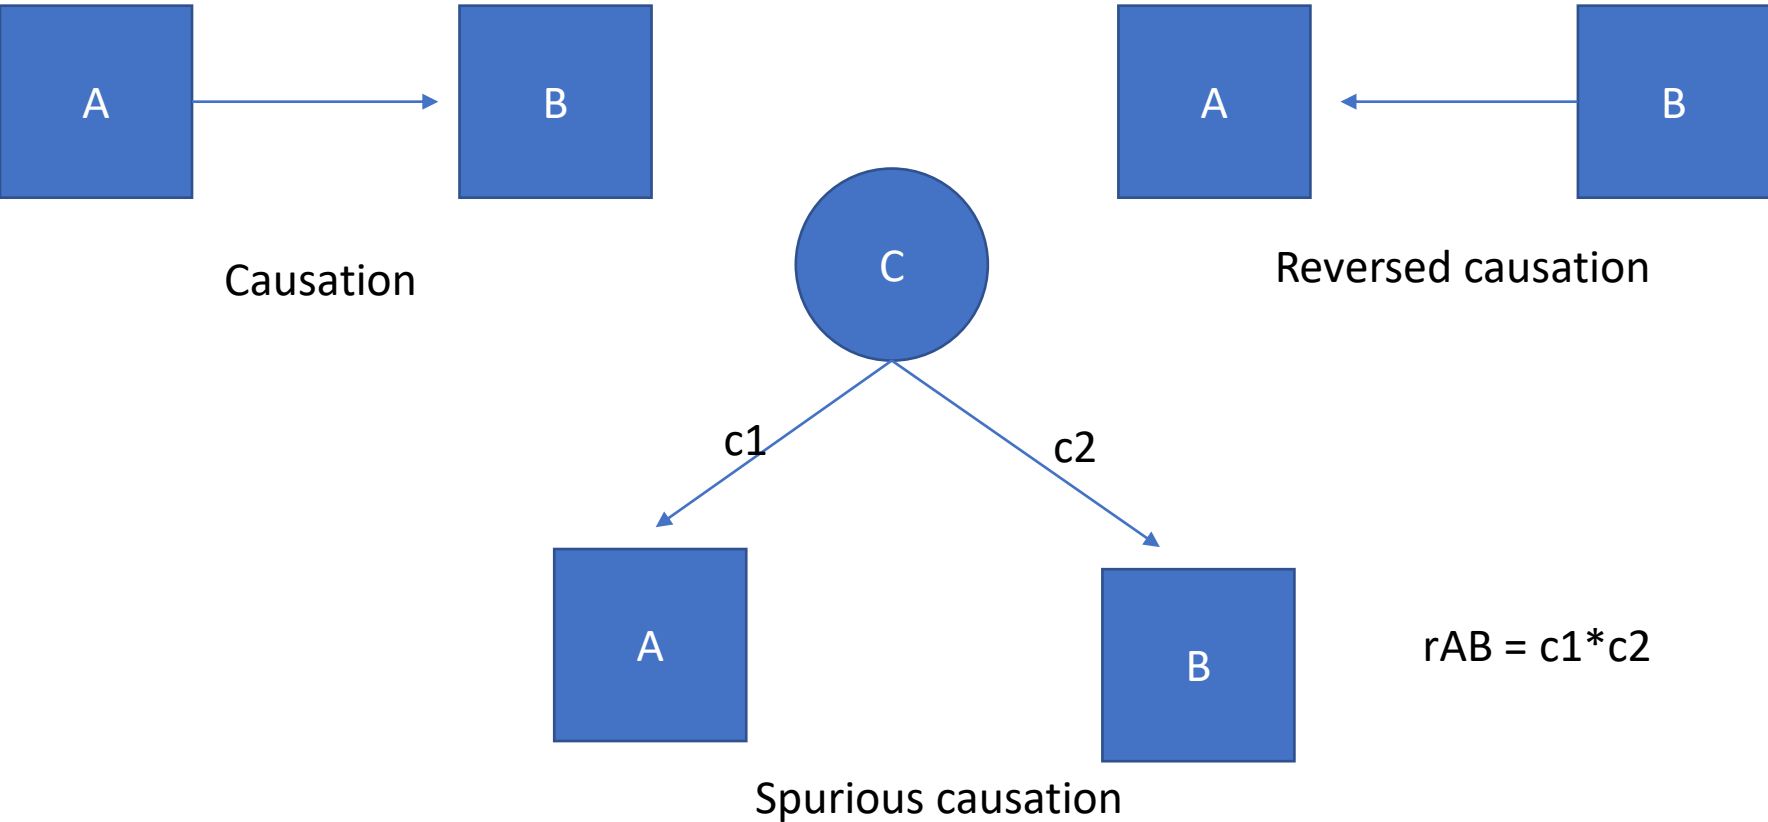 A
B
A
B
Causation
C
Reversed causation
c1
c2
A
B
rAB = c1*c2
Spurious causation